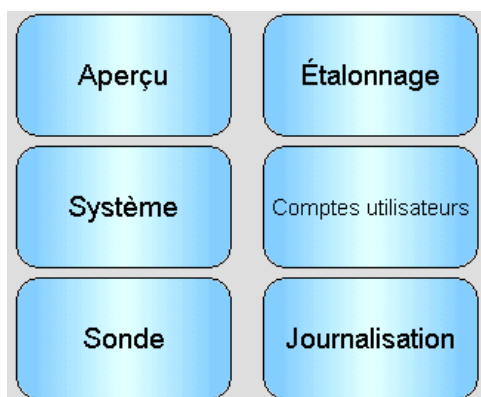 Aperçu
Étalonnage
Système
Comptes utilisateurs
Sonde
Journalisation